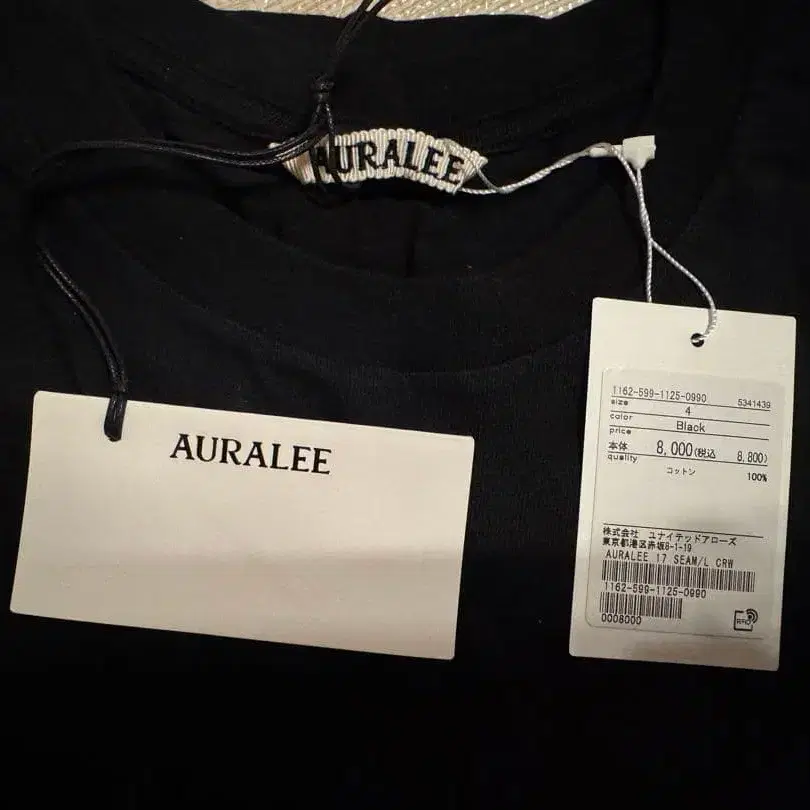 AURALEE
AURALEE
1162-599-1125-0990 5341439
size 4
color Black
price
本体 8,000(税込 8,800)
quality
コットン 100%
株式会社 ユナイテッドアローズ
東京都港区赤坂8-1-19
AURALEE 17 SEAM/L CRW
1162-599-1125-0990
0008000
RFID